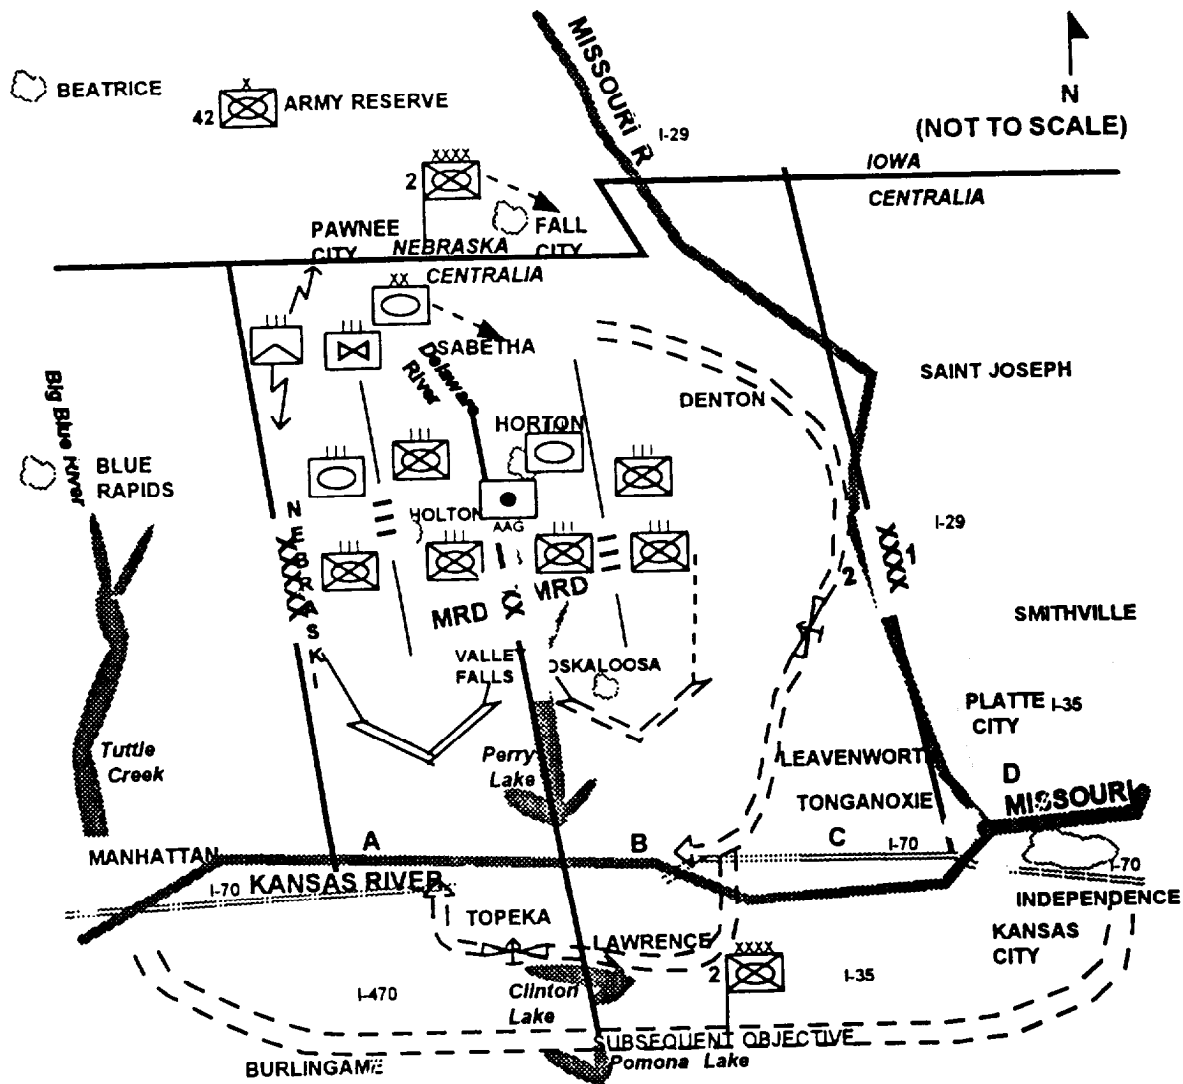 N
(NOT TO SCALE)
BEATRICE
X
42
ARMY RESERVE
MISSOURI R
I-29
IOWA
CENTRALIA
XXXX
2
PAWNEE
CITY
FALL
CITY
NEBRASKA
CENTRALIA
XX
SABETHA
Delaware
River
SAINT JOSEPH
DENTON
HORTON
Big Blue River
BLUE
RAPIDS
HOLTON
AAG
NEBRASKI
XXXX
I-29
1
XXXX
2
MRD
XX
MRD
SMITHVILLE
VALLE
FALLS
OSKALOOSA
PLATTE
CITY
I-35
Tuttle
Creek
Perry
Lake
LEAVENWORTH
TONGANOXIE
D
MISSOURI
MANHATTAN
A
B
C
I-70
I-70
I-70
KANSAS RIVER
INDEPENDENCE
TOPEKA
LAWRENCE
KANSAS
CITY
XXXX
2
I-35
I-470
Clinton
Lake
SUBSEQUENT OBJECTIVE
BURLINGAME
Pomona Lake